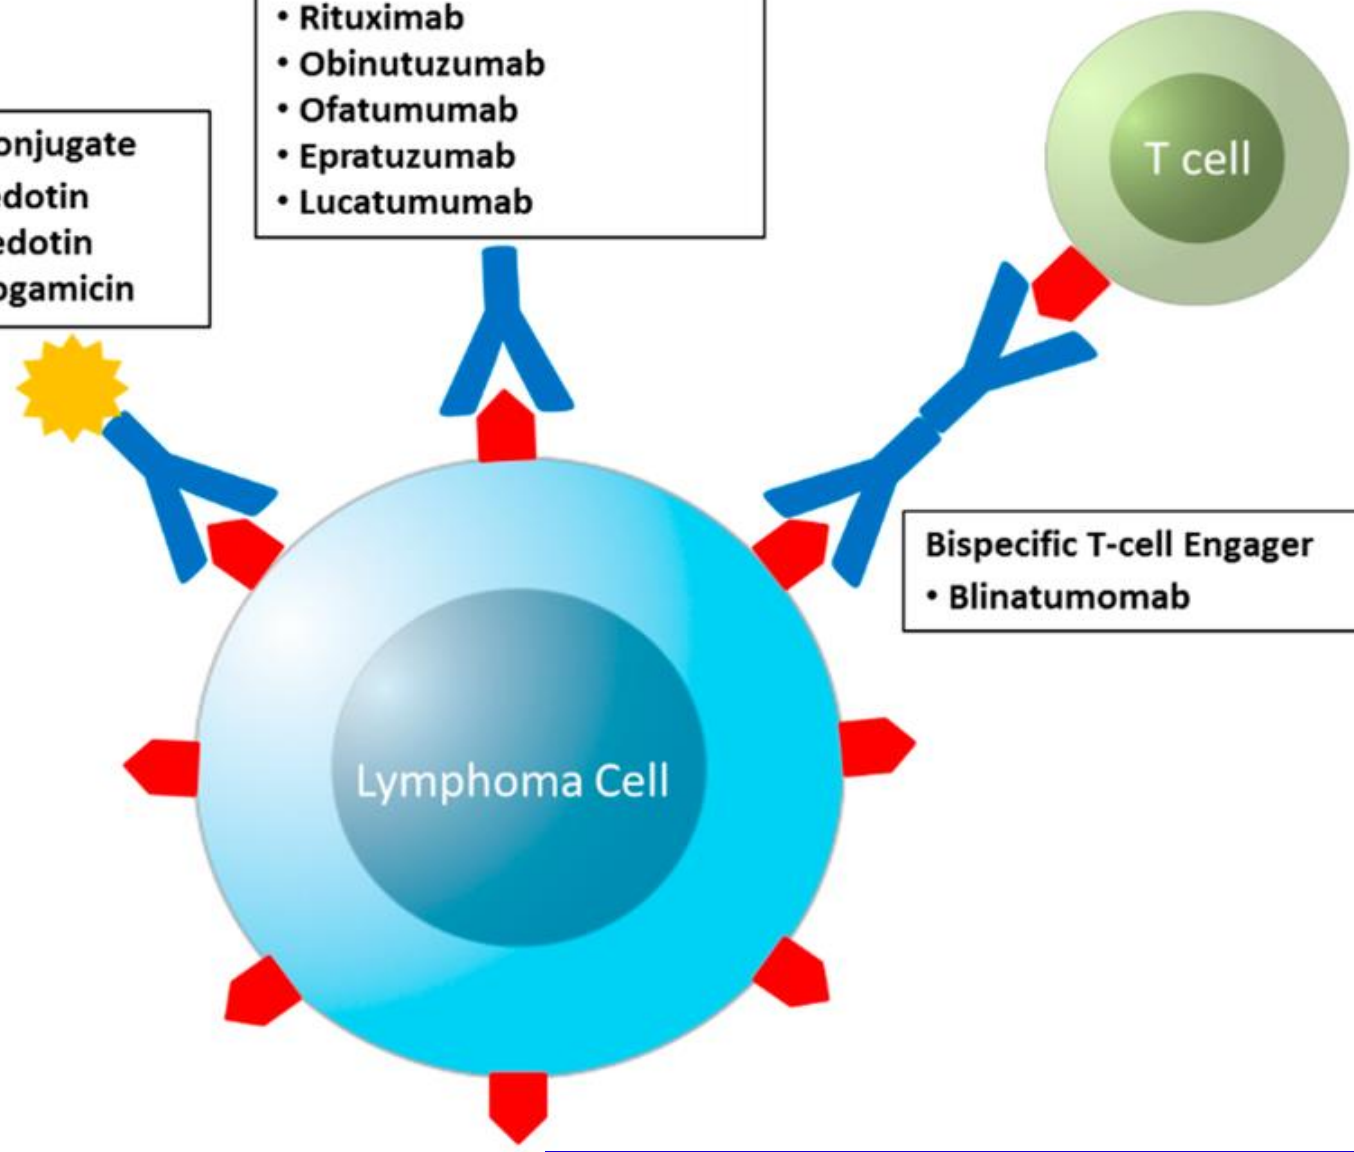 • Rituximab
• Obinutuzumab
• Ofatumumab
• Epratuzumab
• Lucatumumab
onjugate
edotin
edotin
ogamicin
T cell
Bispecific T-cell Engager
• Blinatumomab
Lymphoma Cell